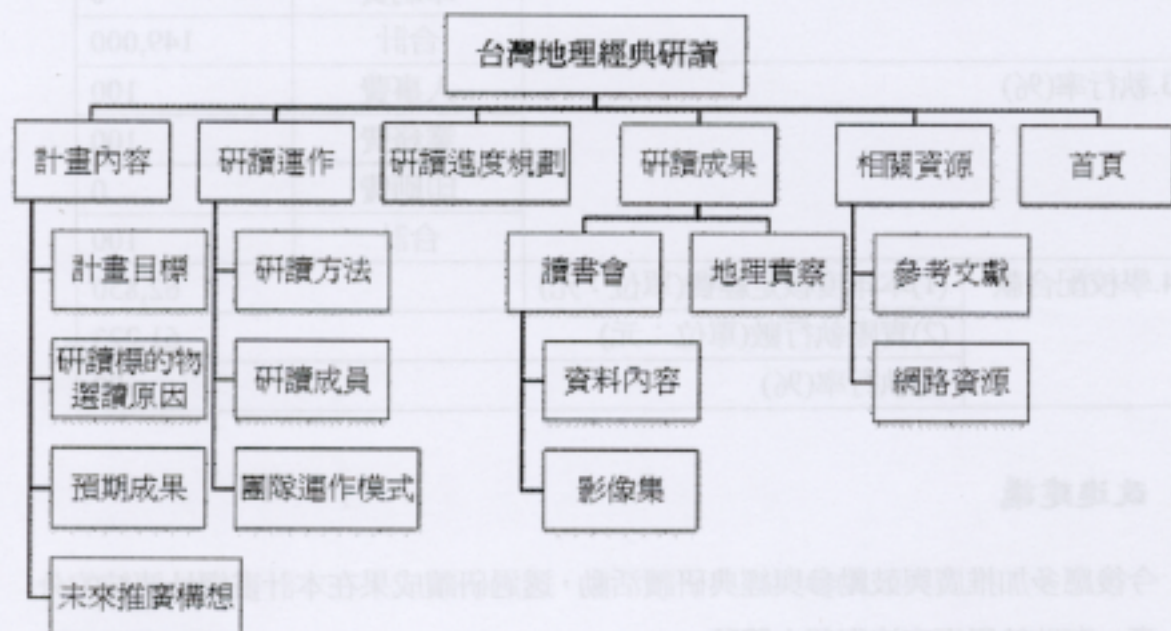 台灣地理經典研讀
計畫內容
研讀運作
研讀進度規劃
研讀成果
相關資源
首頁
計畫目標
研讀方法
讀書會
地理實察
參考文獻
研讀標的物
選讀原因
研讀成員
資料內容
網路資源
預期成果
團隊運作模式
影像集
未來推廣構想